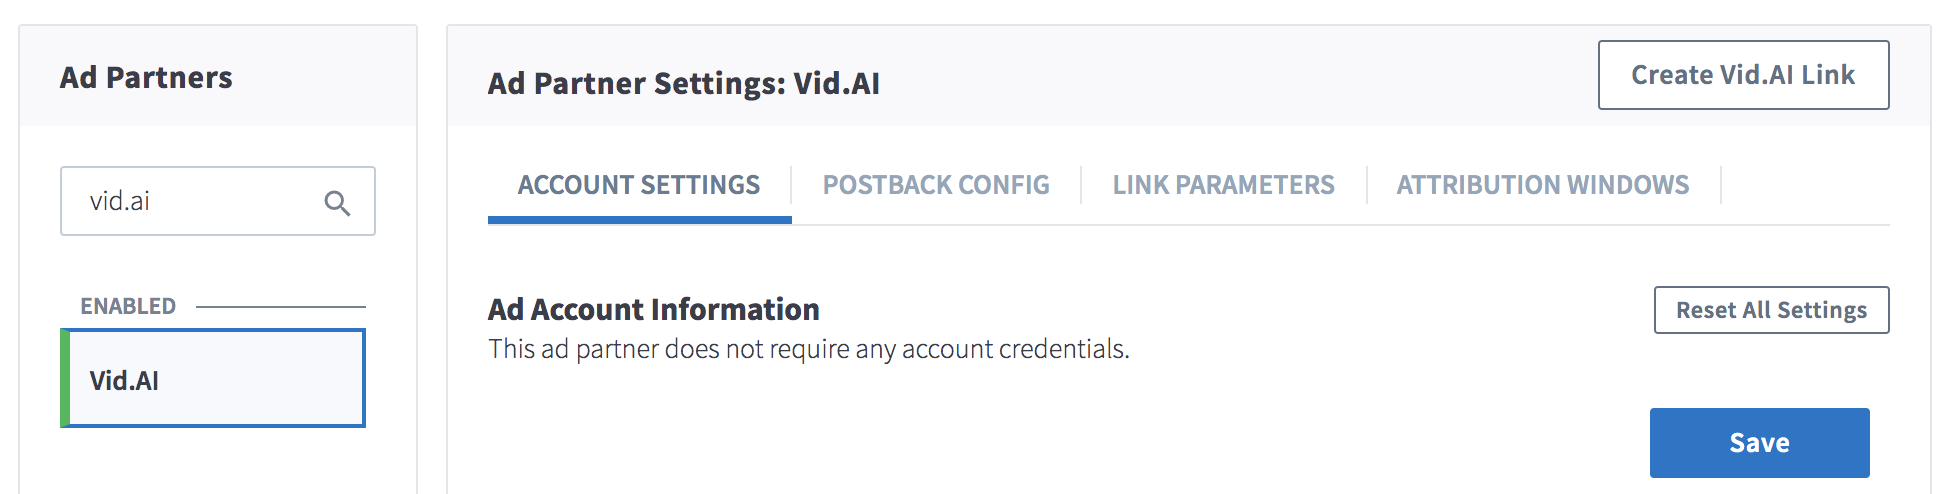 Ad Partners
vid.ai
ENABLED
Vid.AI
Ad Partner Settings: Vid.AI
Create Vid.AI Link
ACCOUNT SETTINGS
POSTBACK CONFIG
LINK PARAMETERS
ATTRIBUTION WINDOWS
Ad Account Information
Reset All Settings
This ad partner does not require any account credentials.
Save